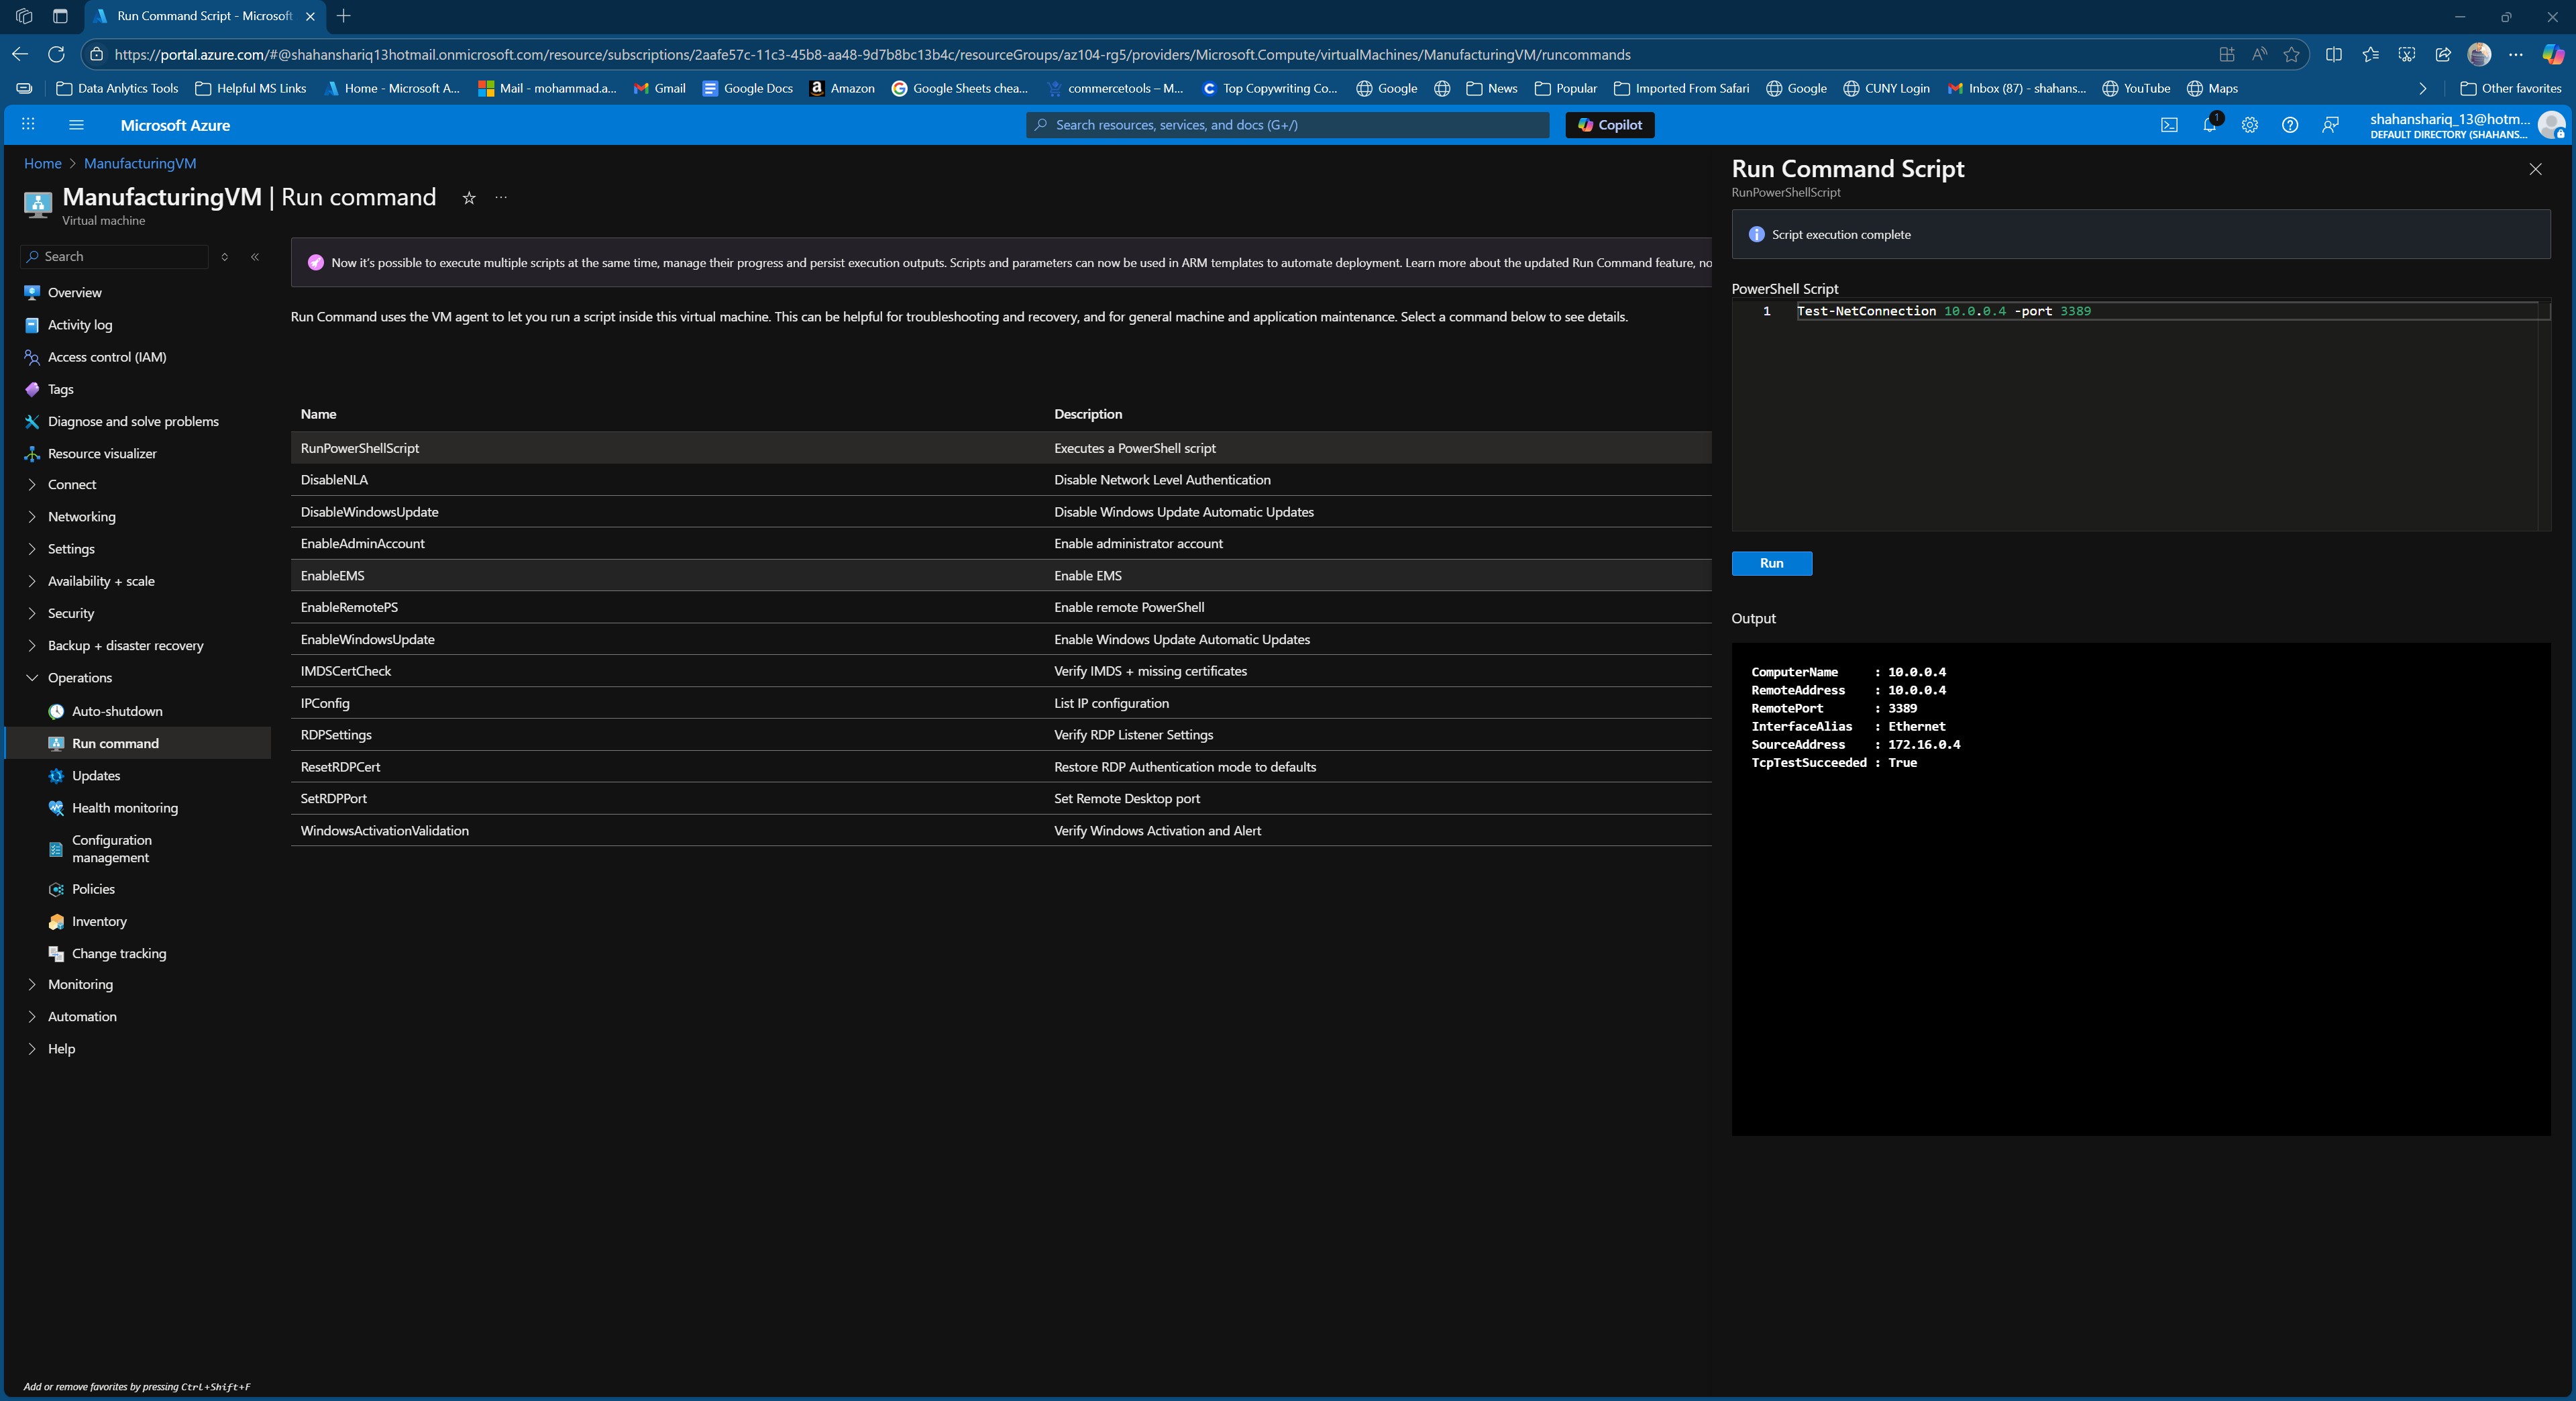 Run Command Script - Microsoft
https://portal.azure.com/#@shahanshariq13hotmail.onmicrosoft.com/resource/subscriptions/2aafe57c-11c3-45b8-aa48-9d7b8bc13b4c/resourceGroups/az104-rg5/providers/Microsoft.Compute/virtualMachines/ManufacturingVM/runcommands
Data Anlytics Tools Helpful MS Links Home - Microsoft A... Mail - mohammad.a... Gmail Google Docs Amazon Google Sheets chea... commercetools – M... Top Copywriting Co... Google News Popular Imported From Safari Google CUNY Login Inbox (87) - shahans... YouTube Maps Other favorites
Microsoft Azure
Search resources, services, and docs (G+/)
Copilot
1
shahanshariq_13@hotm...
DEFAULT DIRECTORY (SHAHANS...
Home > ManufacturingVM
ManufacturingVM | Run command
Virtual machine
Search
Overview
Activity log
Access control (IAM)
Tags
Diagnose and solve problems
Resource visualizer
Connect
Networking
Settings
Availability + scale
Security
Backup + disaster recovery
Operations
Auto-shutdown
Run command
Updates
Health monitoring
Configuration
management
Policies
Inventory
Change tracking
Monitoring
Automation
Help
Add or remove favorites by pressing Ctrl+Shift+F
Now it's possible to execute multiple scripts at the same time, manage their progress and persist execution outputs. Scripts and parameters can now be used in ARM templates to automate deployment. Learn more about the updated Run Command feature, no
Run Command uses the VM agent to let you run a script inside this virtual machine. This can be helpful for troubleshooting and recovery, and for general machine and application maintenance. Select a command below to see details.
Name Description
RunPowerShellScript Executes a PowerShell script
DisableNLA Disable Network Level Authentication
DisableWindowsUpdate Disable Windows Update Automatic Updates
EnableAdminAccount Enable administrator account
EnableEMS Enable EMS
EnableRemotePS Enable remote PowerShell
EnableWindowsUpdate Enable Windows Update Automatic Updates
IMDSCertCheck Verify IMDS + missing certificates
IPConfig List IP configuration
RDPSettings Verify RDP Listener Settings
ResetRDPCert Restore RDP Authentication mode to defaults
SetRDPPort Set Remote Desktop port
WindowsActivationValidation Verify Windows Activation and Alert
Run Command Script
RunPowerShellScript
Script execution complete
PowerShell Script
1 Test-NetConnection 10.0.0.4 -port 3389
Run
Output
ComputerName : 10.0.0.4
RemoteAddress : 10.0.0.4
RemotePort : 3389
InterfaceAlias : Ethernet
SourceAddress : 172.16.0.4
TcpTestSucceeded : True